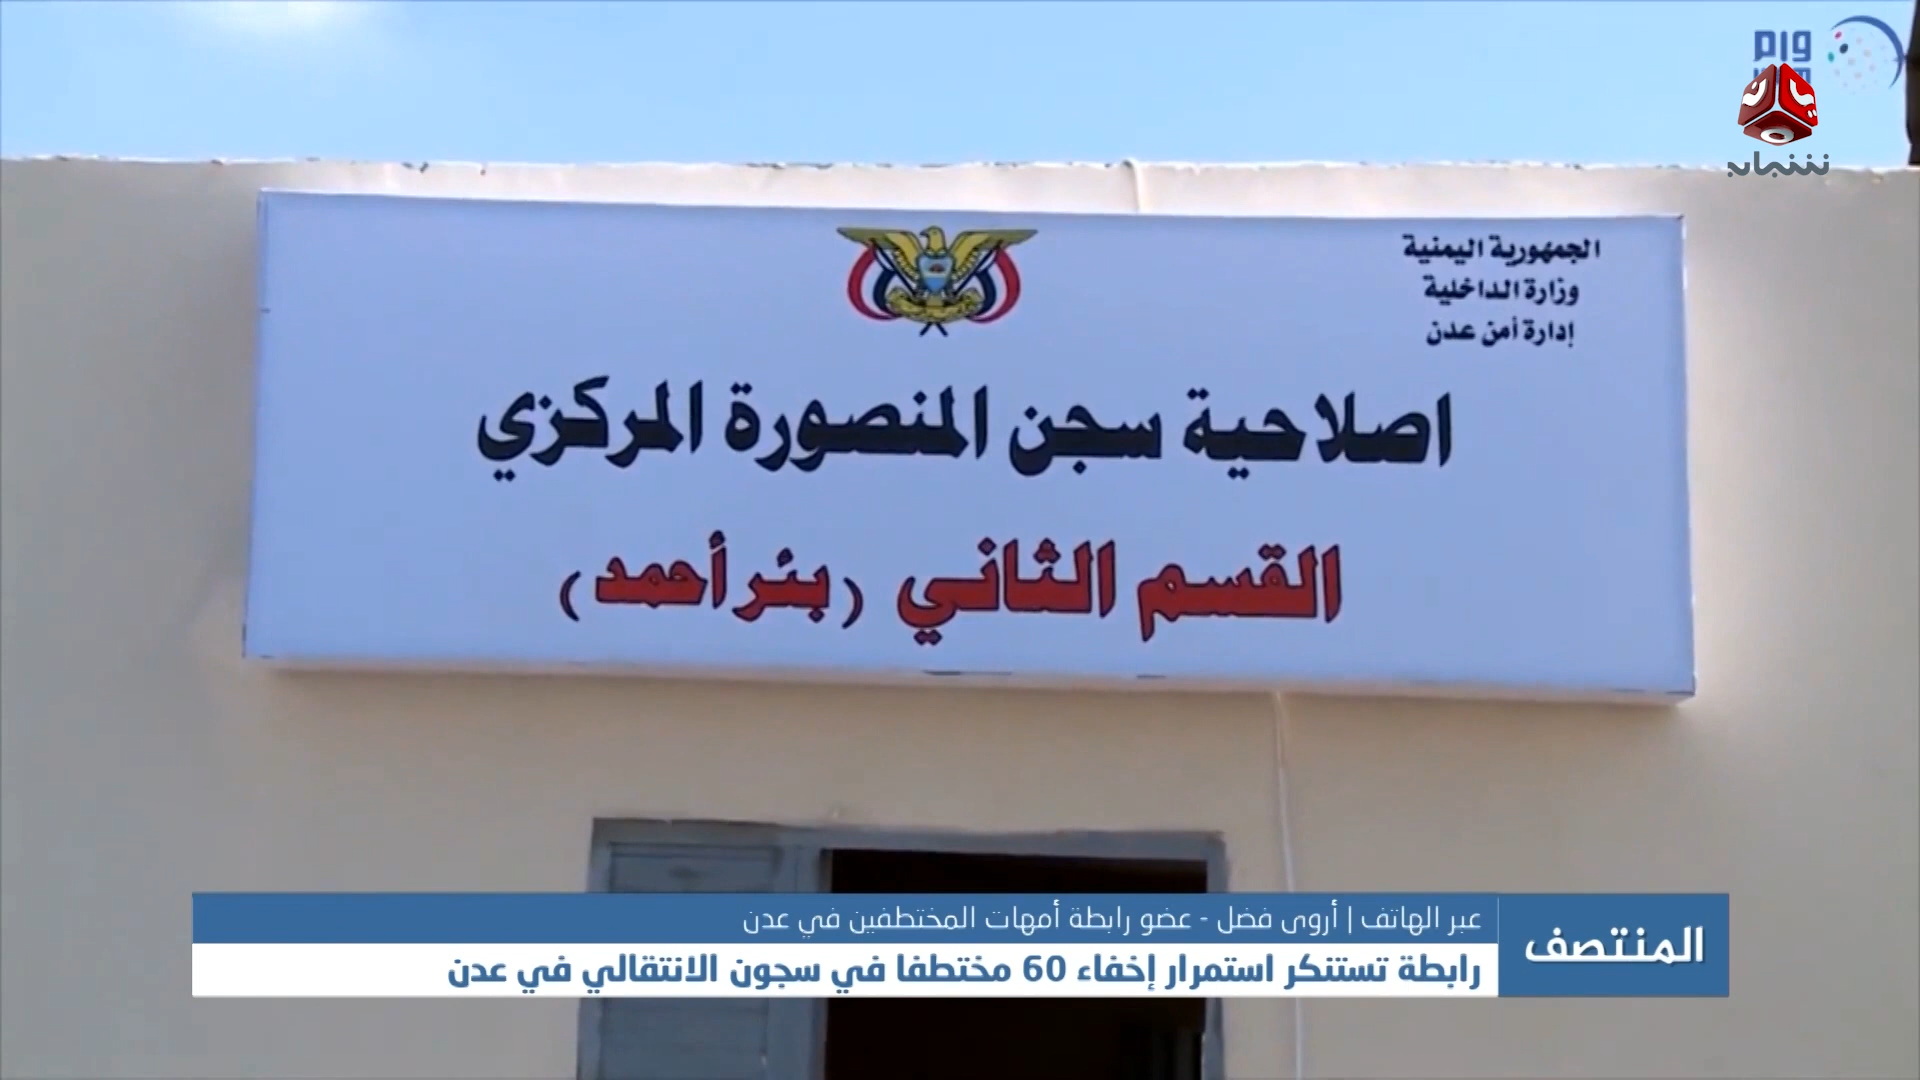 وام
يمن
شباب
الجمهورية اليمنية
وزارة الداخلية
إدارة أمن عدن
اصلاحية سجن المنصورة المركزي
القسم الثاني (بئر أحمد)
عبر الهاتف | أروى فضل - عضو رابطة أمهات المختطفين في عدن
المنتصف
رابطة تستنكر استمرار إخفاء 60 مختطفا في سجون الانتقالي في عدن